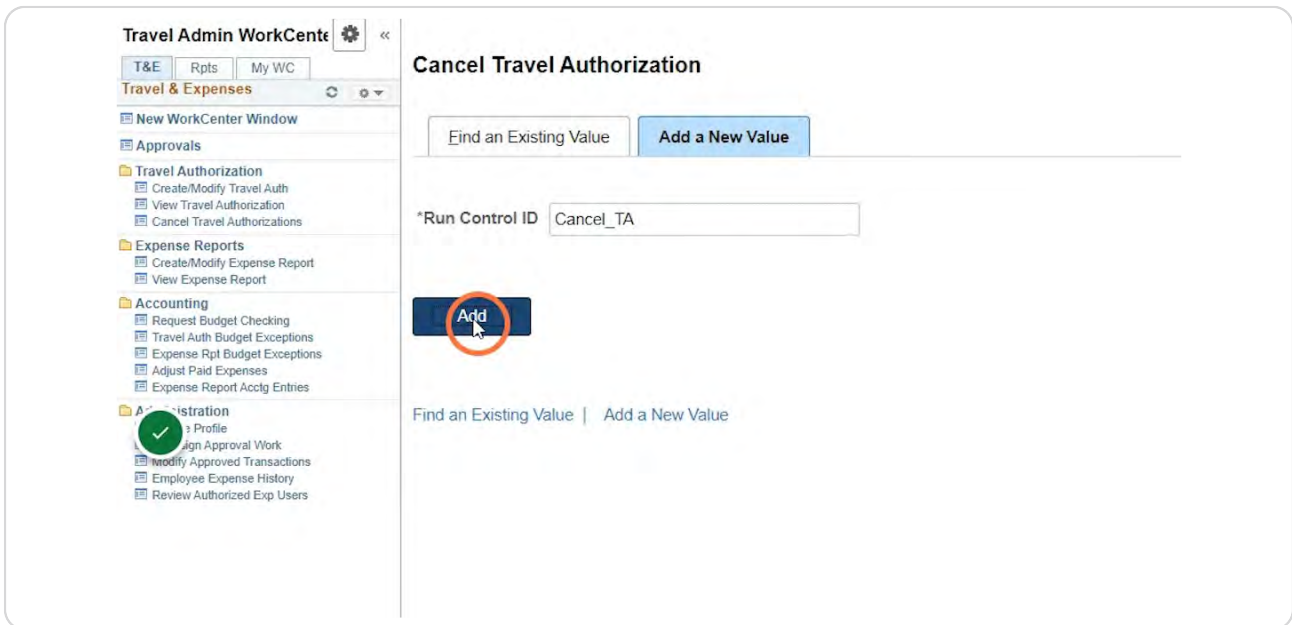 Travel Admin WorkCente
«
T&E Rpts My WC
Travel & Expenses
New WorkCenter Window
Approvals
Travel Authorization
Create/Modify Travel Auth
View Travel Authorization
Cancel Travel Authorizations
Expense Reports
Create/Modify Expense Report
View Expense Report
Accounting
Request Budget Checking
Travel Auth Budget Exceptions
Expense Rpt Budget Exceptions
Adjust Paid Expenses
Expense Report Acctg Entries
Profile
Approval Work
Modify Approved Transactions
Employee Expense History
Review Authorized Exp Users
Cancel Travel Authorization
Find an Existing Value Add a New Value
*Run Control ID Cancel_TA
Add
Find an Existing Value | Add a New Value